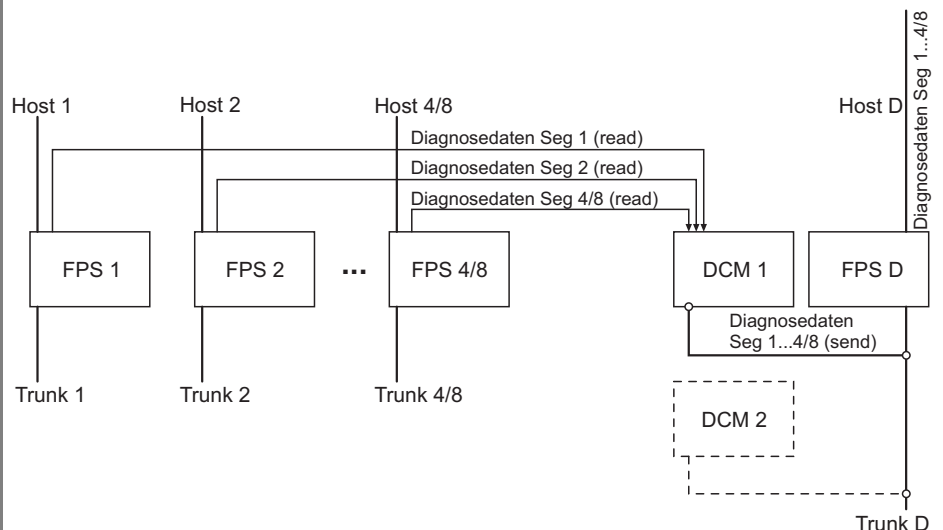 Diagnosedaten Seg 1...4/8
Host 1
Host 2
Host 4/8
Host D
Diagnosedaten Seg 1 (read)
Diagnosedaten Seg 2 (read)
Diagnosedaten Seg 4/8 (read)
FPS 1
FPS 2
...
FPS 4/8
DCM 1
FPS D
Diagnosedaten
Seg 1...4/8 (send)
Trunk 1
Trunk 2
Trunk 4/8
DCM 2
Trunk D